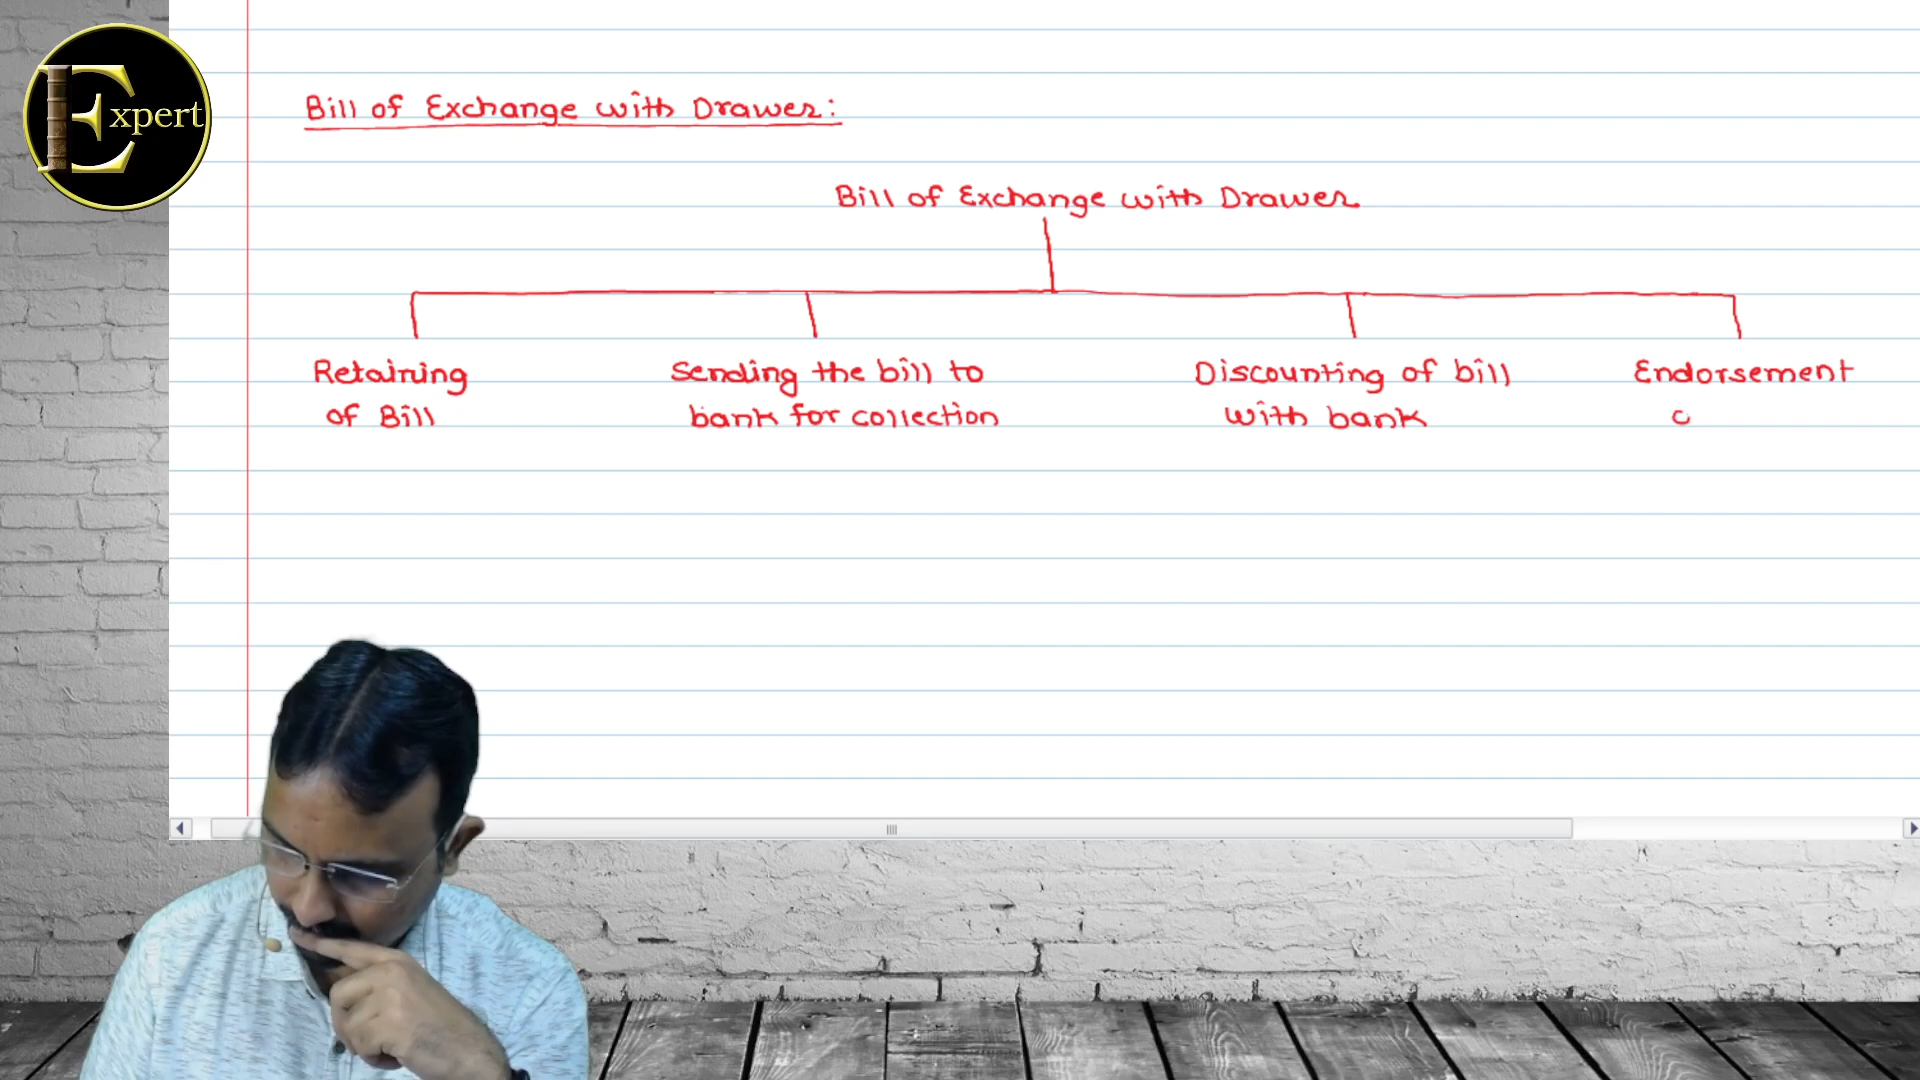 Expert
Bill of Exchange with Drawer:
Bill of Exchange with Drawer
Retaining
of Bill
Sending the bill to
bank for collection
Discounting of bill
with bank
Endorsement